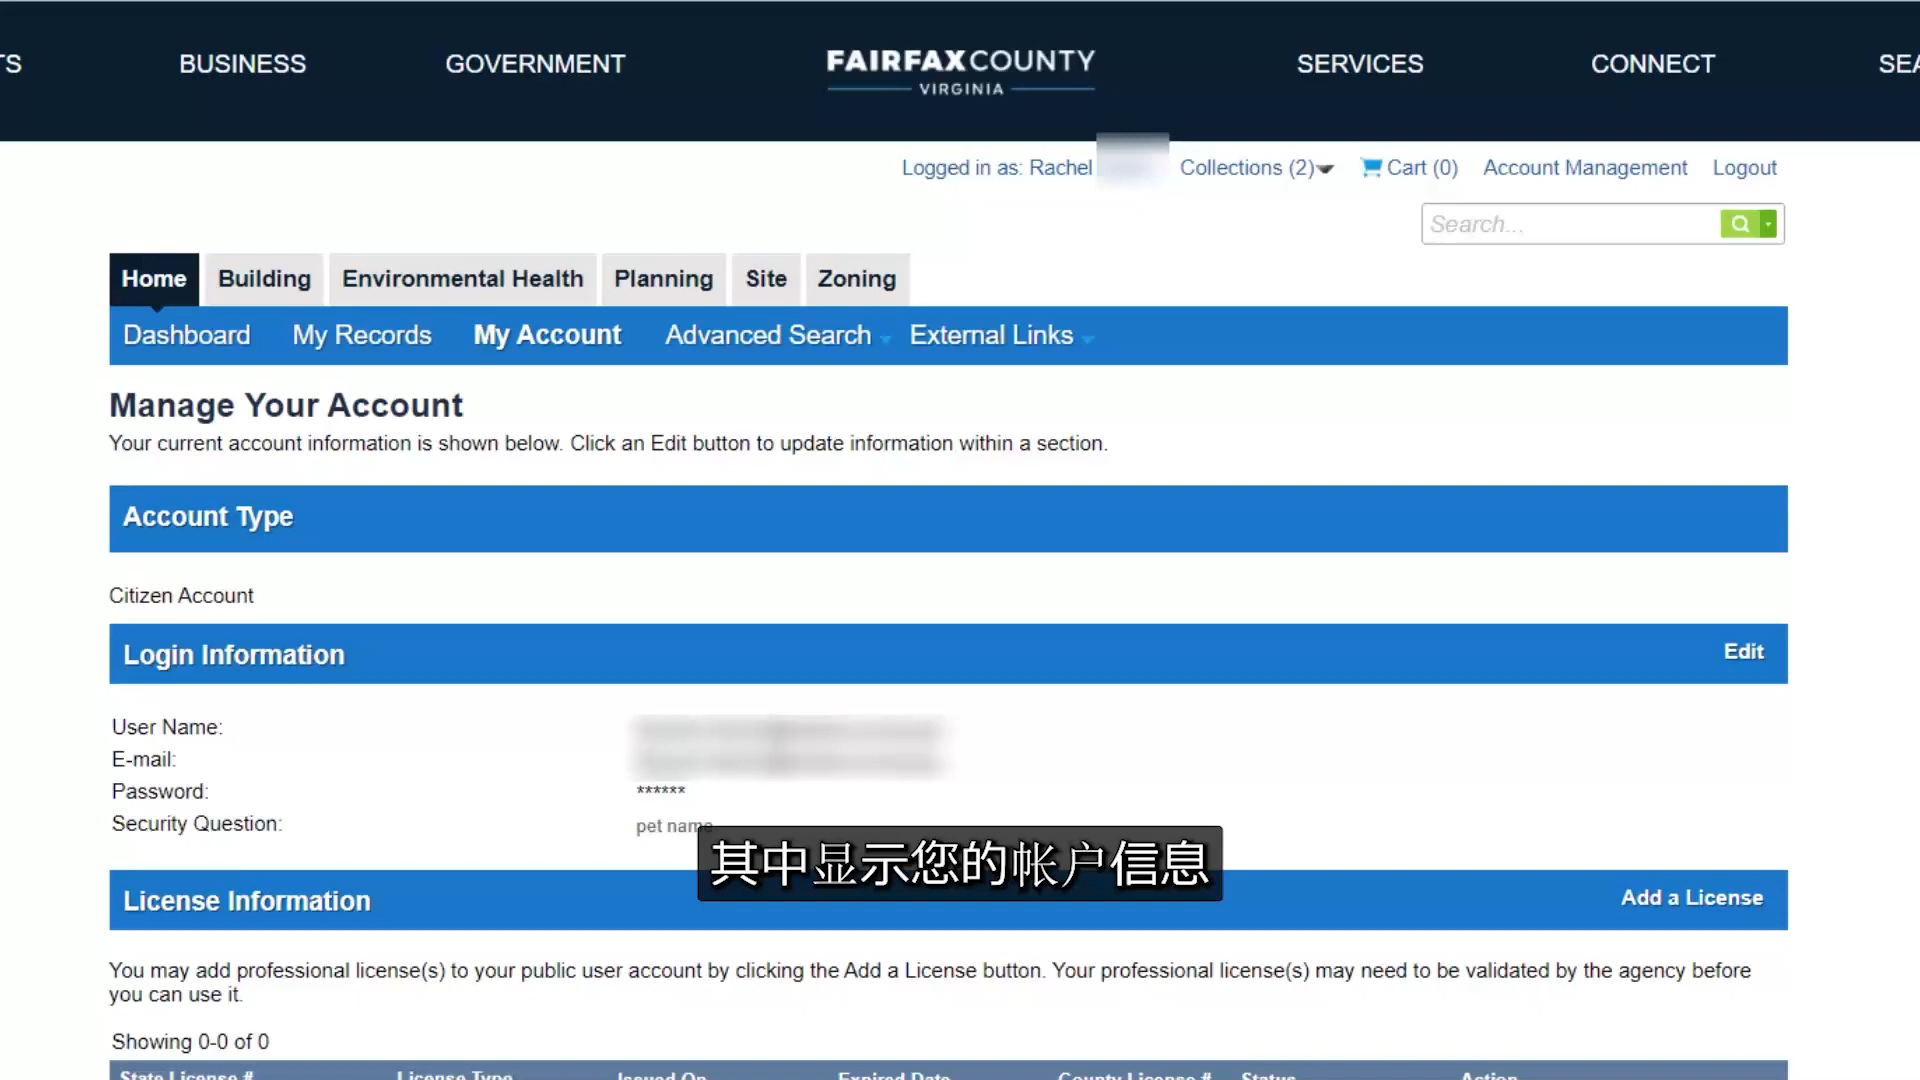 TS BUSINESS GOVERNMENT FAIRFAX COUNTY SERVICES CONNECT SEA
VIRGINIA
Logged in as: Rachel Collections (2) Cart (0) Account Management Logout
Search...
Home Building Environmental Health Planning Site Zoning
Dashboard My Records My Account Advanced Search External Links
Manage Your Account
Your current account information is shown below. Click an Edit button to update information within a section.
Account Type
Citizen Account
Login Information Edit
User Name:
E-mail:
Password: ******
Security Question: pet name
其中显示您的帐户信息
License Information Add a License
You may add professional license(s) to your public user account by clicking the Add a License button. Your professional license(s) may need to be validated by the agency before
you can use it.
Showing 0-0 of 0
State License # License Type Issued On Expired Date County License # Status Action